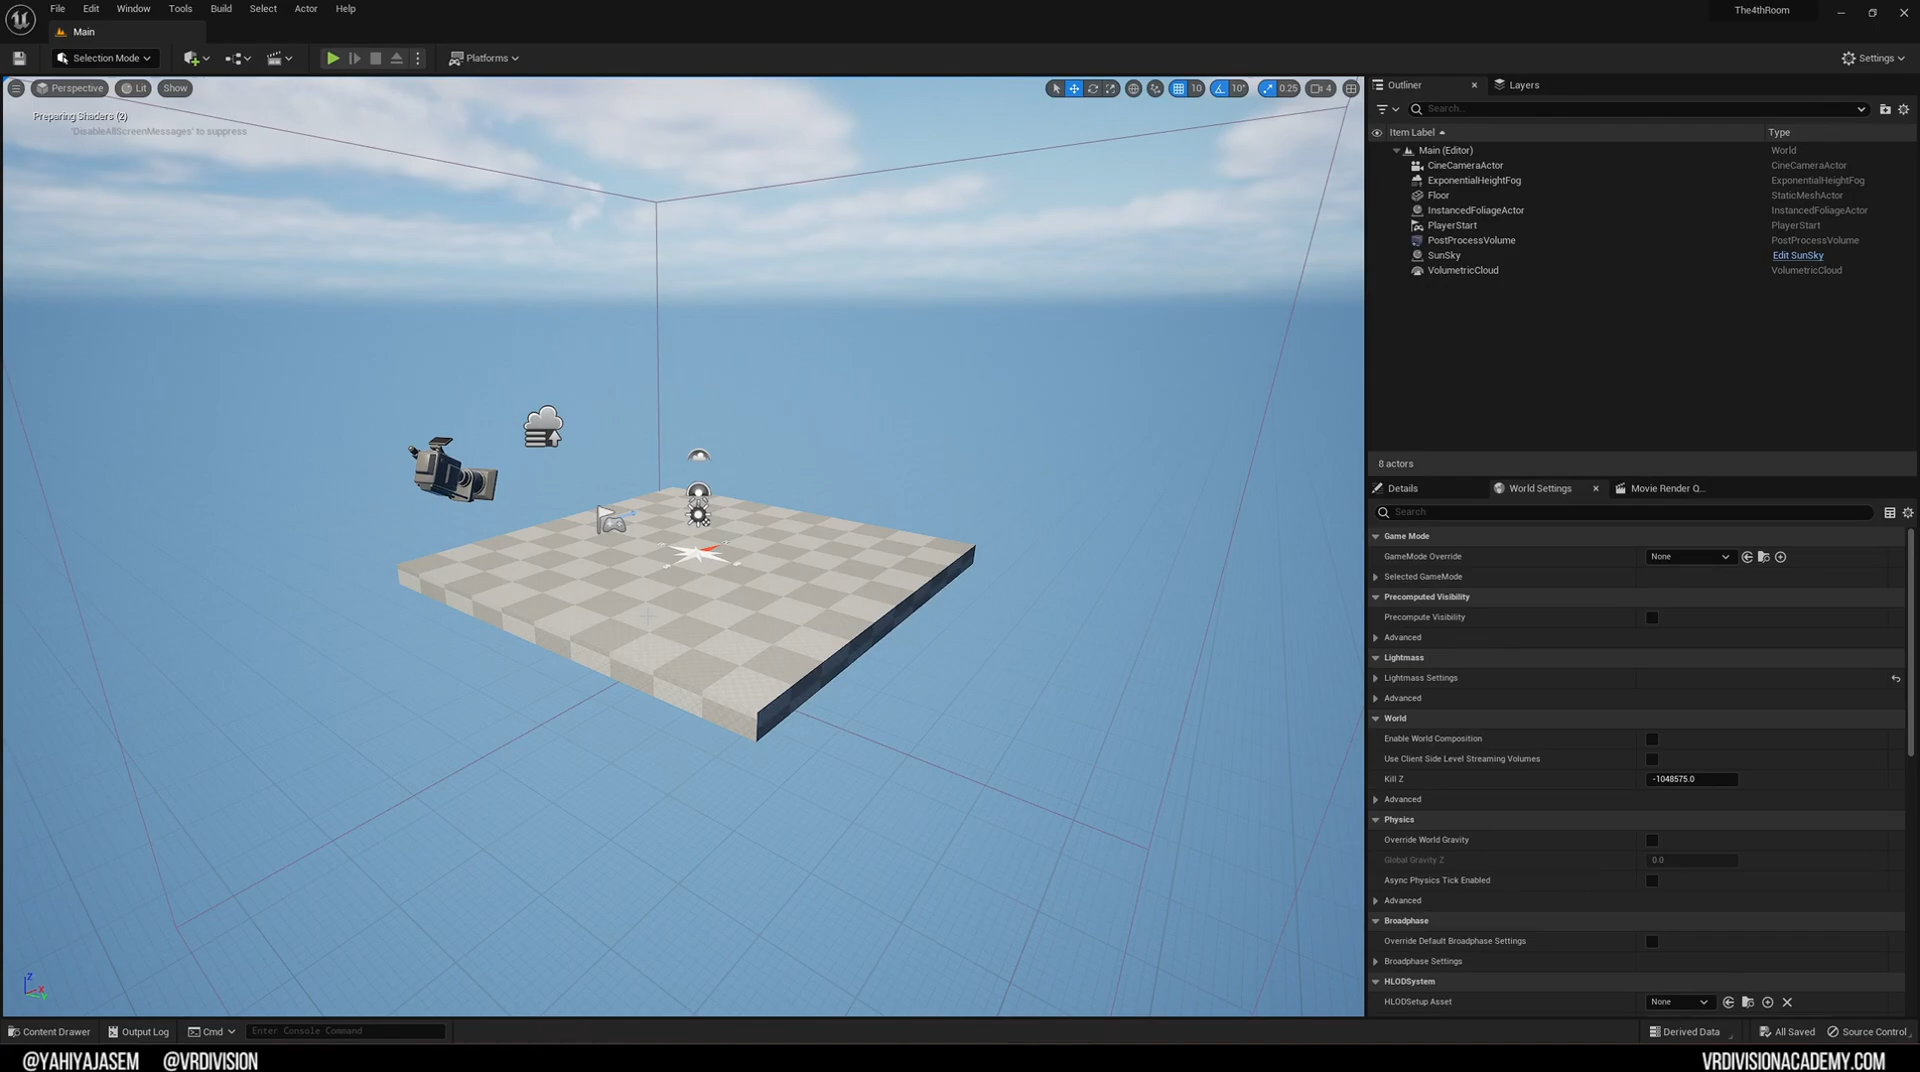 File Edit Window Tools Build Select Actor Help
The4thRoom
Main
Selection Mode
Platforms
Settings
Perspective Lit Show
10 10° 0.25 4
Preparing Shaders (2)
'DisableAllScreenMessages' to suppress
Outliner Layers
Search...
Item Label Type
Main (Editor) World
CineCameraActor CineCameraActor
ExponentialHeightFog ExponentialHeightFog
Floor StaticMeshActor
InstancedFoliageActor InstancedFoliageActor
PlayerStart PlayerStart
PostProcessVolume PostProcessVolume
SunSky Edit SunSky
VolumetricCloud VolumetricCloud
8 actors
Details World Settings Movie Render Q...
Search
Game Mode
GameMode Override None
Selected GameMode
Precomputed Visibility
Precompute Visibility
Advanced
Lightmass
Lightmass Settings
Advanced
World
Enable World Composition
Use Client Side Level Streaming Volumes
Kill Z -1048575.0
Advanced
Physics
Override World Gravity
Global Gravity Z 0.0
Async Physics Tick Enabled
Advanced
Broadphase
Override Default Broadphase Settings
Broadphase Settings
HLODSystem
HLODSetup Asset None
Z X Y
Content Drawer Output Log Cmd Enter Console Command
Derived Data All Saved Source Control
@YAHIYAJASEM @VRDIVISION
VRDIVISIONACADEMY.COM